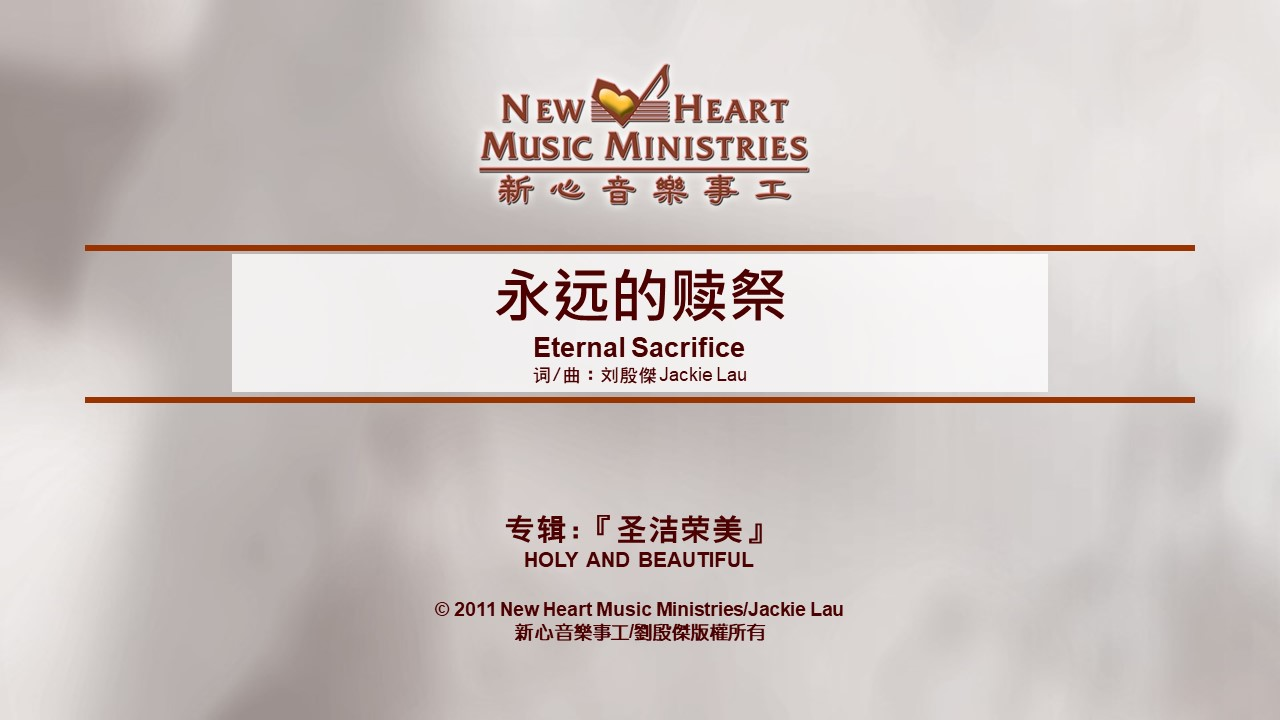 NEW HEART
MUSIC MINISTRIES
新心音樂事工
永远的赎祭
Eternal Sacrifice
词/曲：刘殷傑 Jackie Lau
专辑:『圣洁荣美』
HOLY AND BEAUTIFUL
© 2011 New Heart Music Ministries/Jackie Lau
新心音樂事工/劉殷傑版權所有